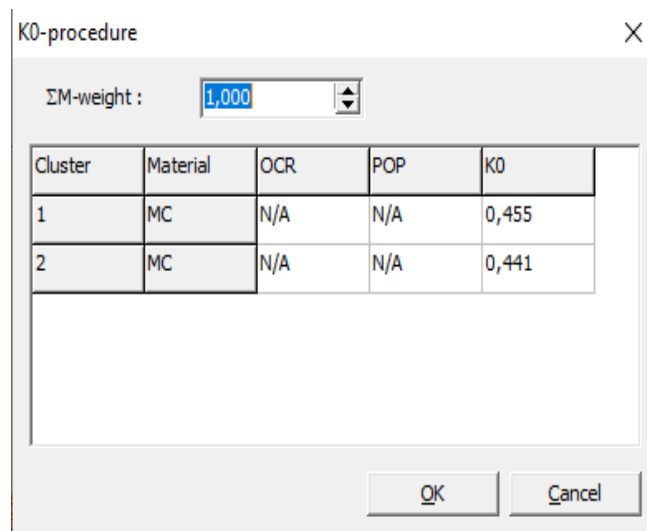 K0-procedure
ΣM-weight : 1,000
Cluster Material OCR POP K0
1 MC N/A N/A 0,455
2 MC N/A N/A 0,441
OK Cancel